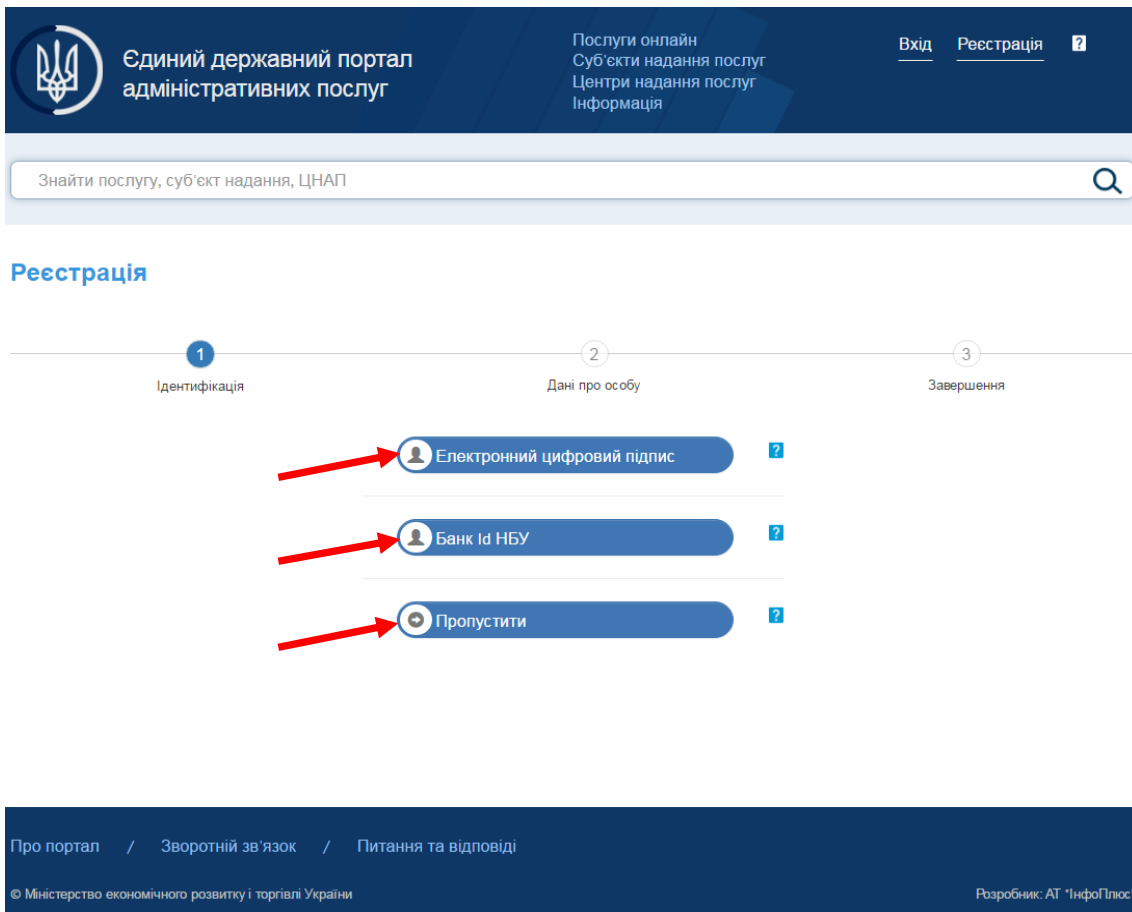 Єдиний державний портал
адміністративних послуг
Послуги онлайн
Суб'єкти надання послуг
Центри надання послуг
Інформація
Вхід Реєстрація ?
Знайти послугу, суб'єкт надання, ЦНАП
Реєстрація
1 2 3
Ідентифікація Дані про особу Завершення
Електронний цифровий підпис ?
Банк Id НБУ ?
Пропустити ?
Про портал / Зворотній зв'язок / Питання та відповіді
© Міністерство економічного розвитку і торгівлі України Розробник: АТ "ІнфоПлюс"